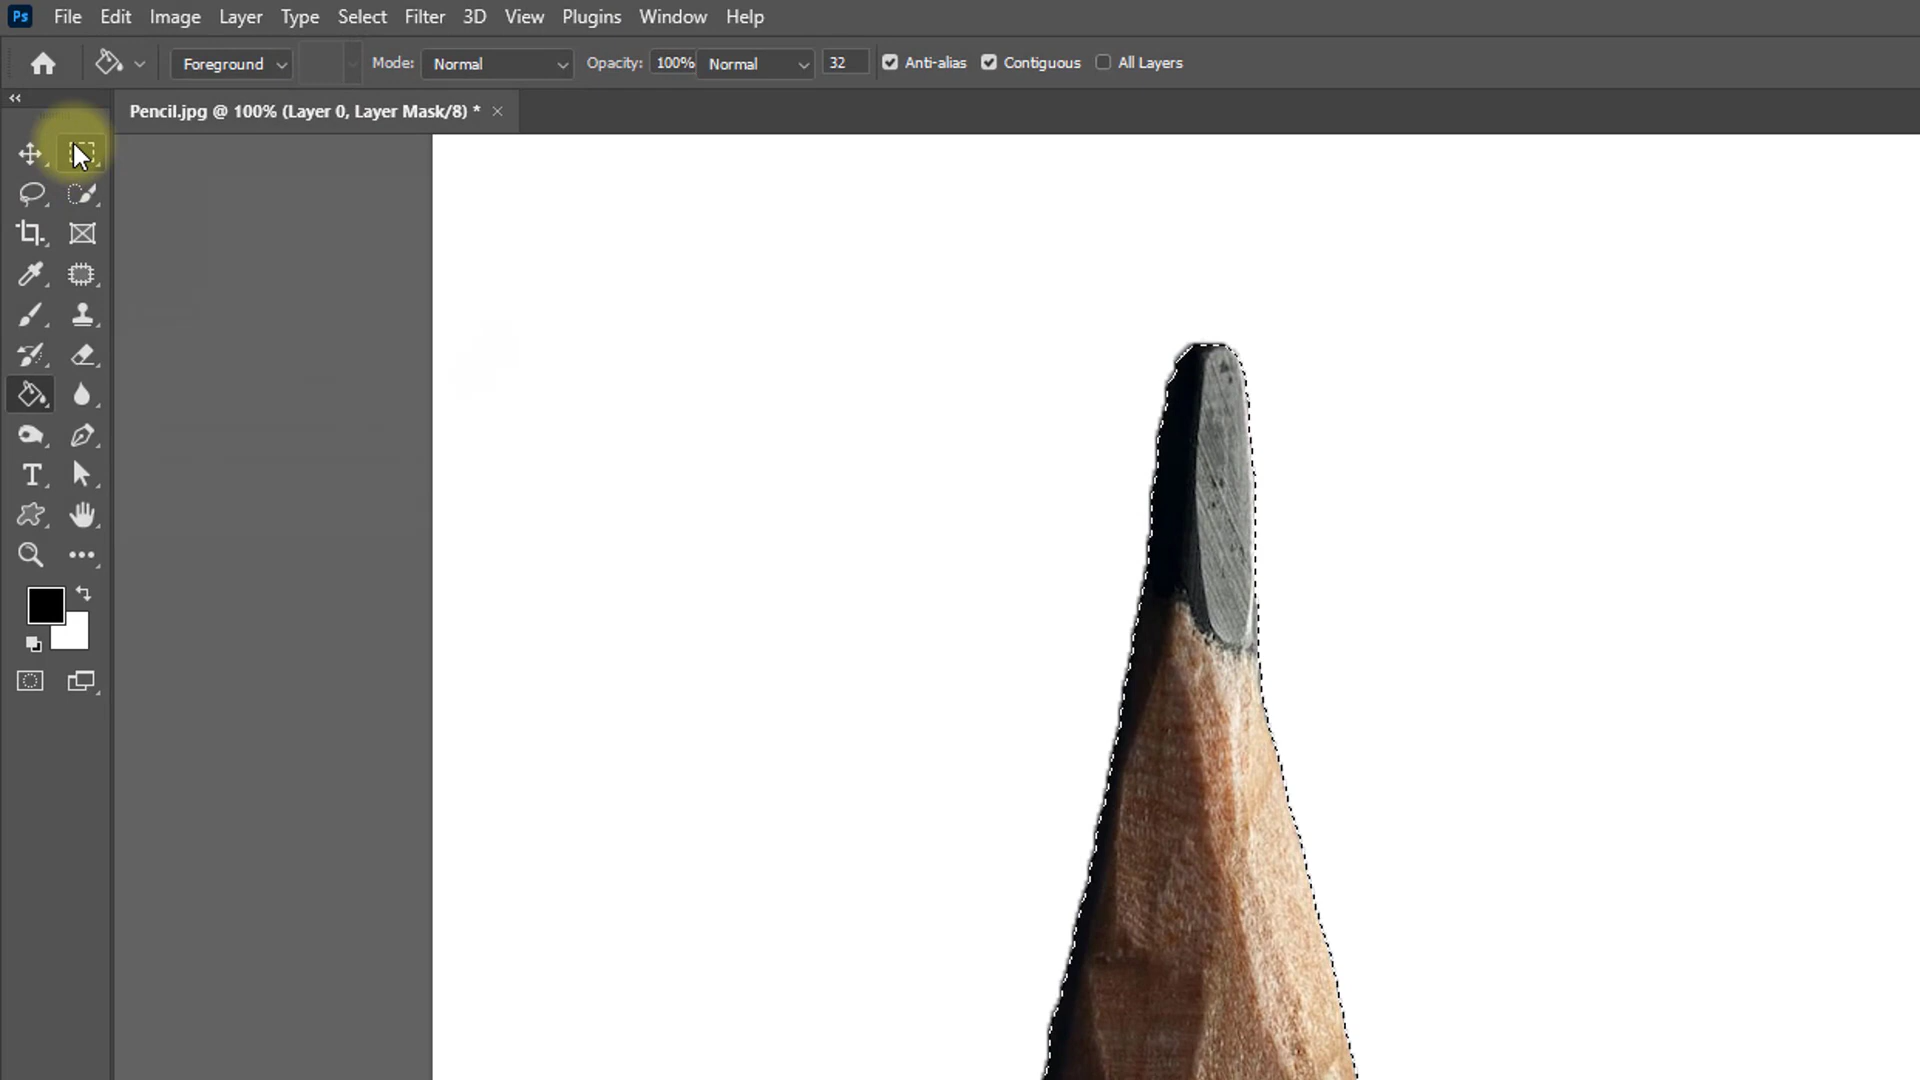 Ps File Edit Image Layer Type Select Filter 3D View Plugins Window Help
Foreground Mode: Normal Opacity: 100% Normal 32 Anti-alias Contiguous All Layers
Pencil.jpg @ 100% (Layer 0, Layer Mask/8) * ×
T